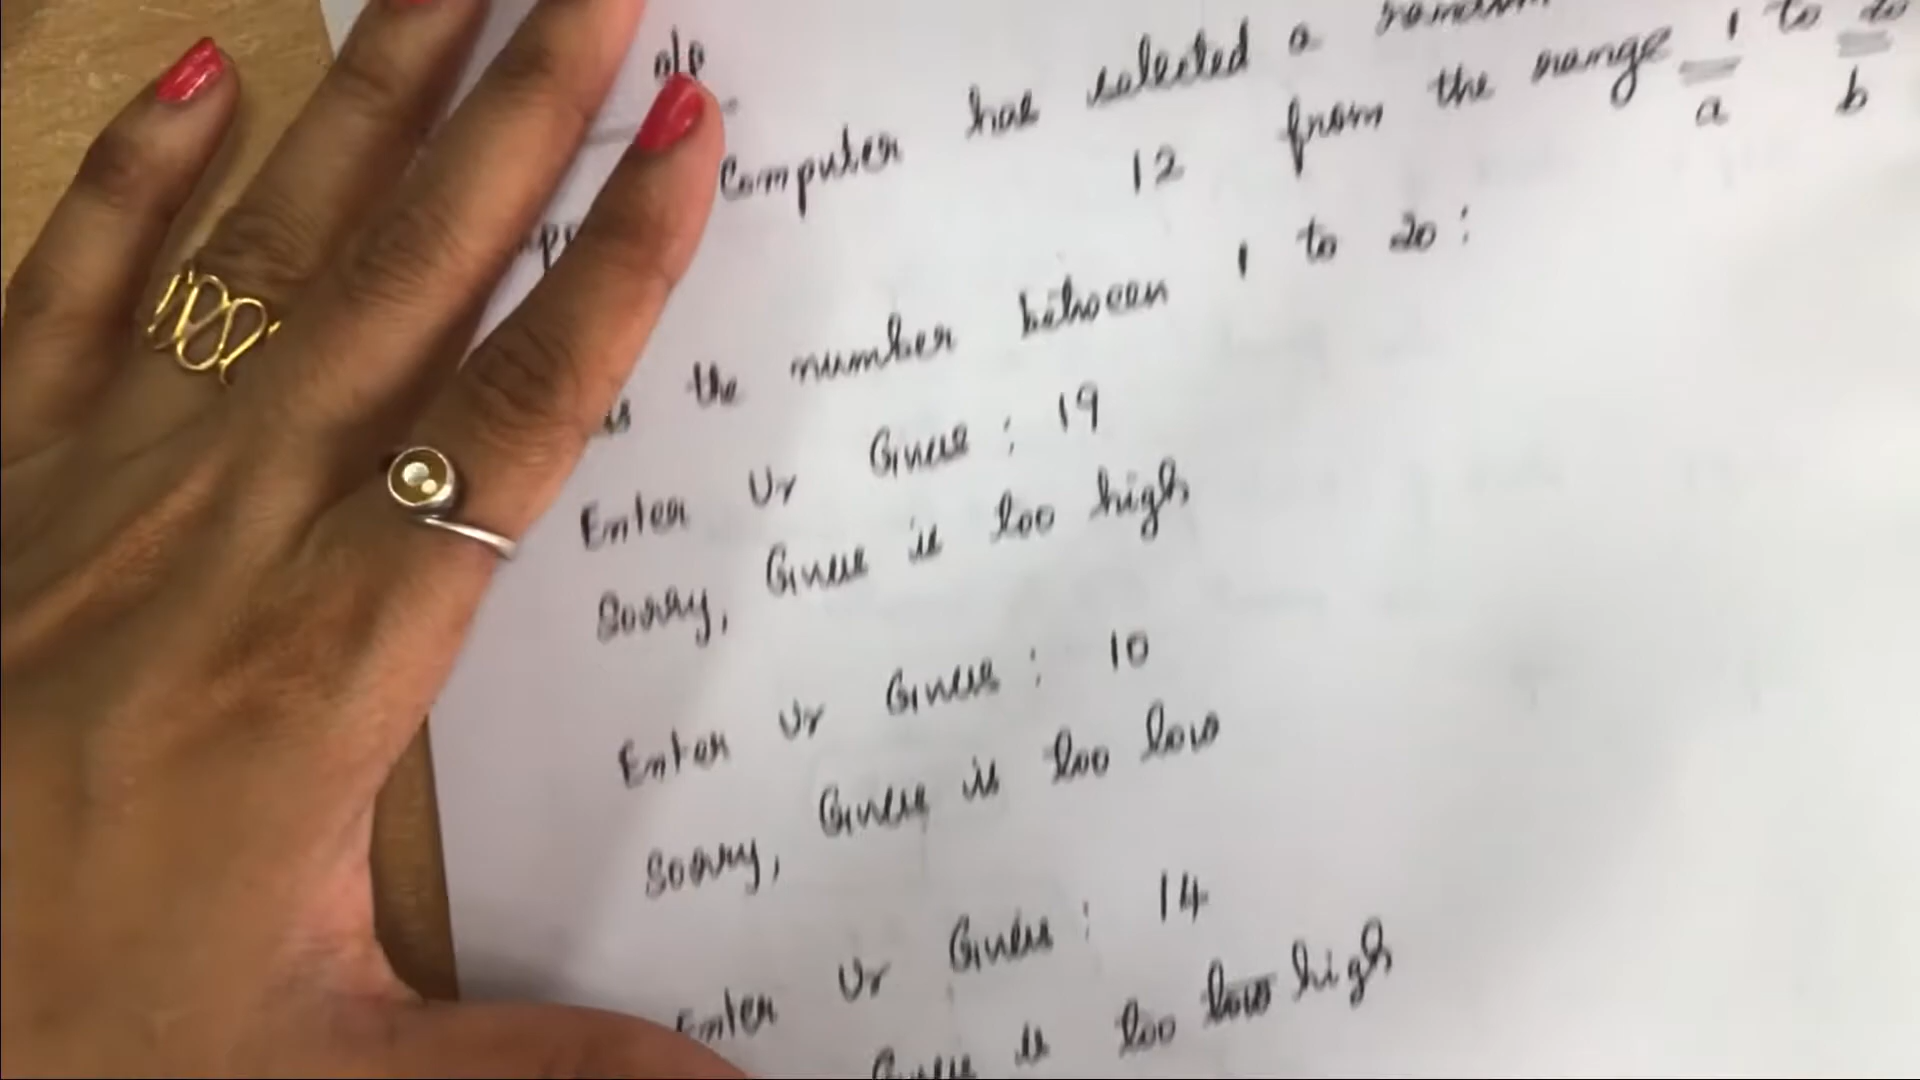 o/p
Computer has selected a random
12 from the range 1 to 20
a b
the number between 1 to 20 :
Enter Ur Guess : 19
Sorry, Guess is too high
Enter Ur Guess : 10
Sorry, Guess is too low
Enter Ur Guess : 14
Guess is too low high